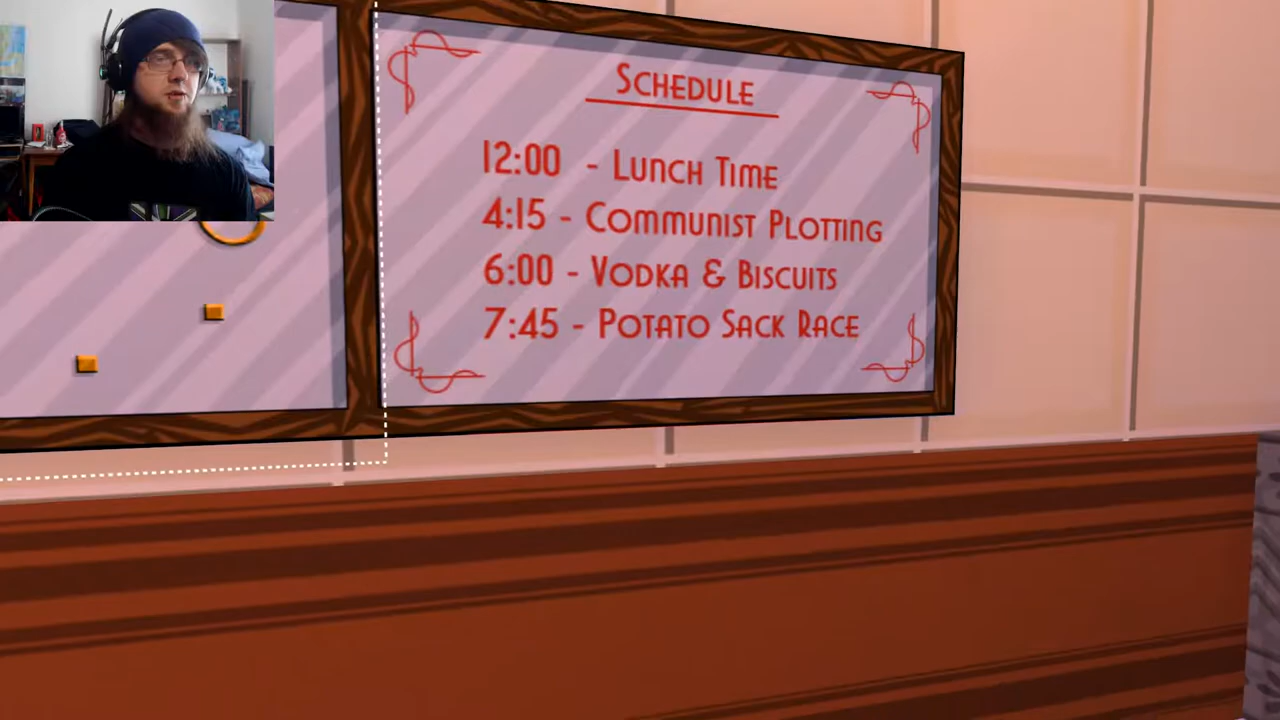 SCHEDULE
12:00 - LUNCH TIME
4:15 - COMMUNIST PLOTTING
6:00 - VODKA & BISCUITS
7:45 - POTATO SACK RACE